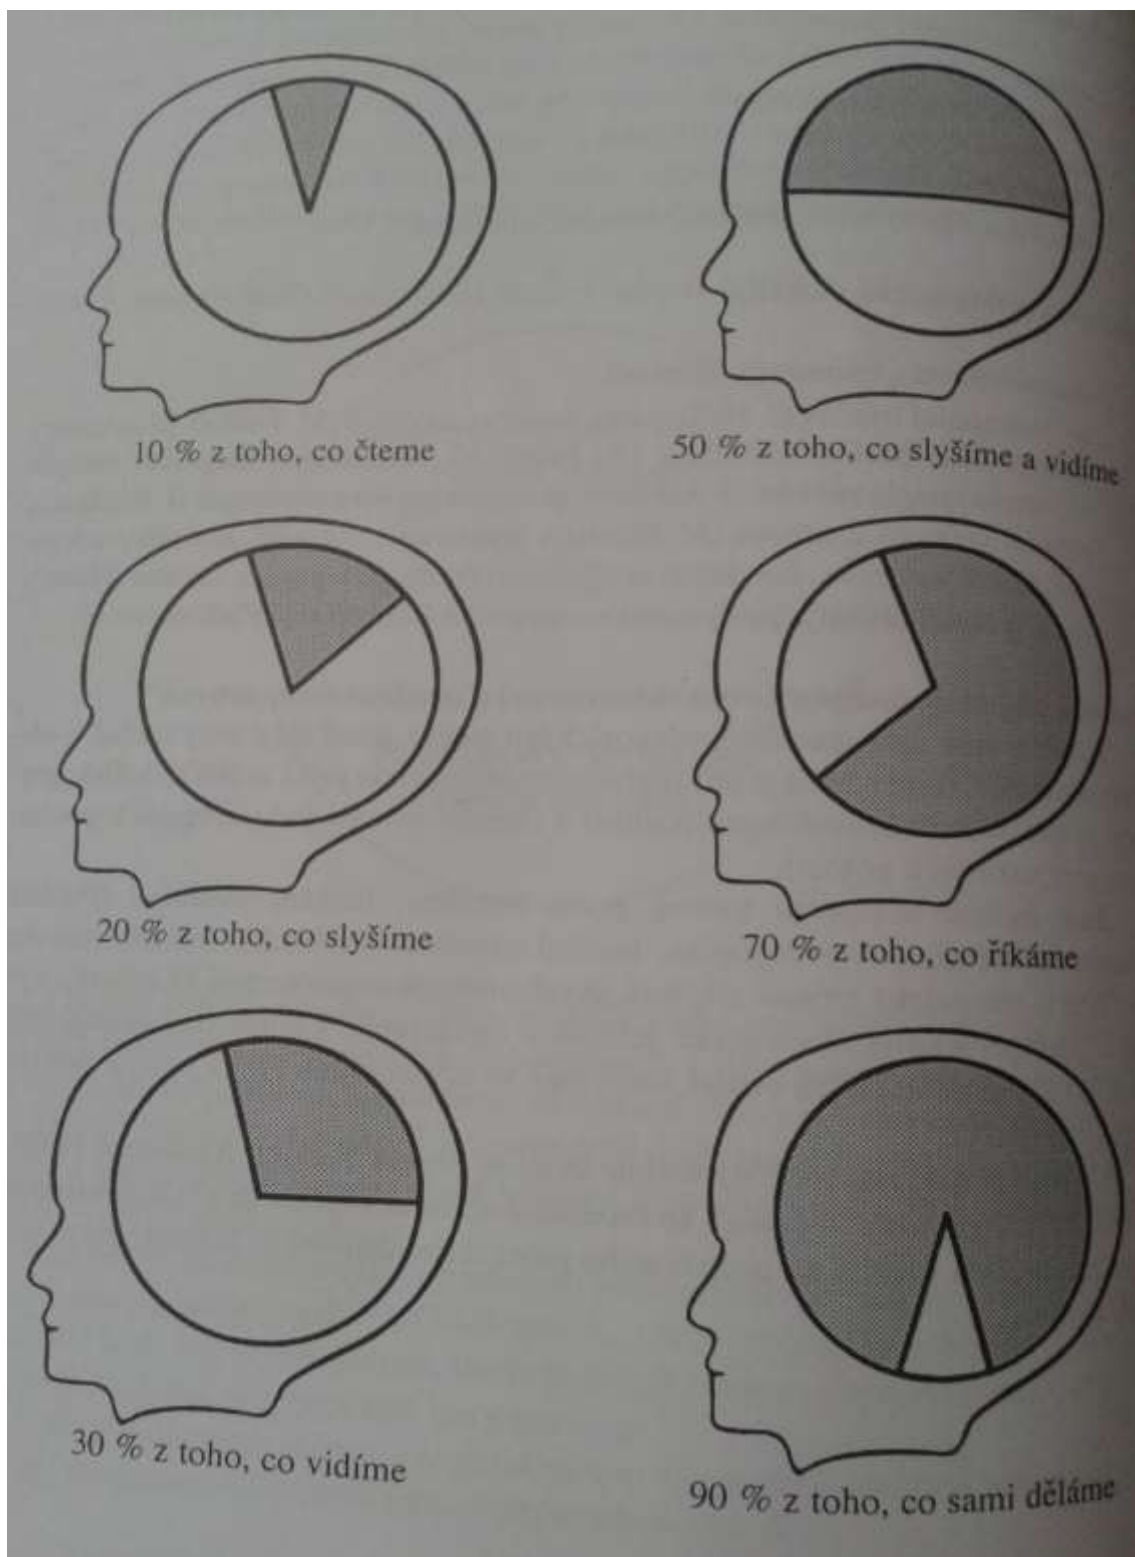 10 % z toho, co čteme
50 % z toho, co slyšíme a vidíme
20 % z toho, co slyšíme
70 % z toho, co říkáme
30 % z toho, co vidíme
90 % z toho, co sami děláme